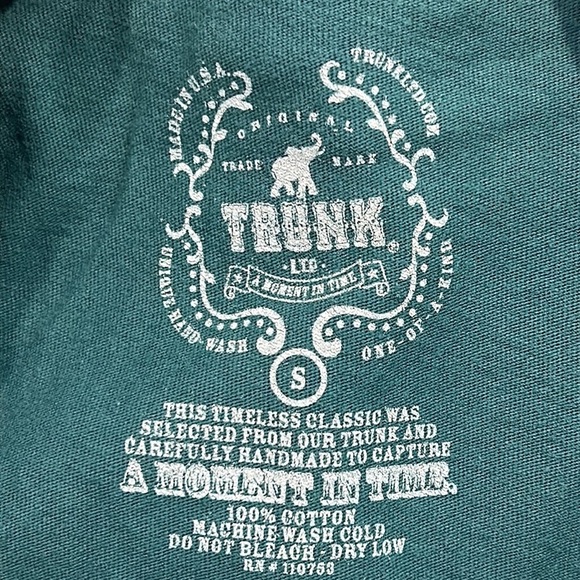 MADE IN U.S.A.
TRUNKLTD.COM
ORIGINAL
TRADE MARK
TRUNK®
·LTD·
A MOMENT IN TIME
UNIQUE HAND-WASH
ONE-OF-A-KIND
S
THIS TIMELESS CLASSIC WAS
SELECTED FROM OUR TRUNK AND
CAREFULLY HANDMADE TO CAPTURE
A MOMENT IN TIME.
100% COTTON
MACHINE WASH COLD
DO NOT BLEACH - DRY LOW
RN # 110753